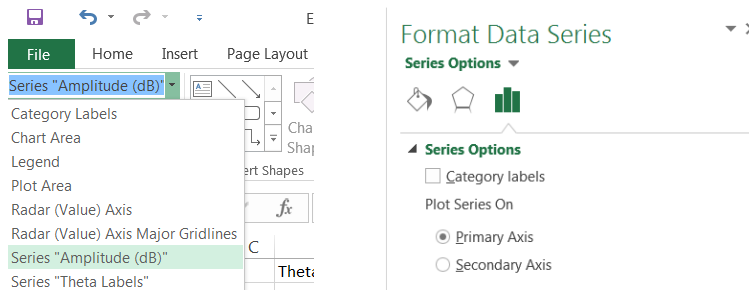 E
File Home Insert Page Layout F
Series "Amplitude (dB)"
Category Labels
Chart Area
Legend
Plot Area
Radar (Value) Axis
Radar (Value) Axis Major Gridlines
Series "Amplitude (dB)"
Series "Theta Labels"
Cha
Shap
ert Shapes
fx
C
Theta
Format Data Series
Series Options
Series Options
Category labels
Plot Series On
Primary Axis
Secondary Axis